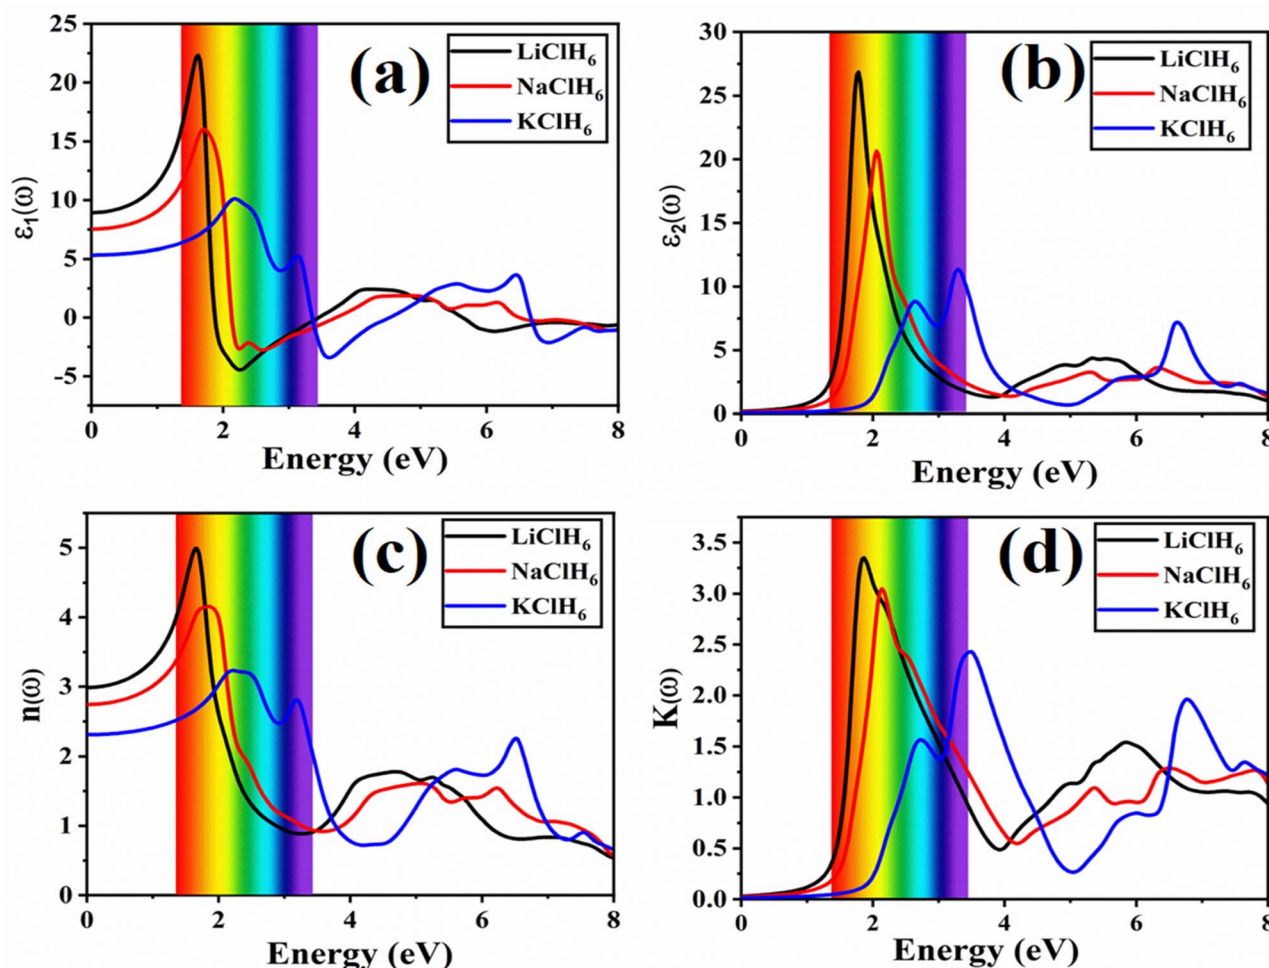 25
20
15
10
5
0
-5
ε₁(ω)
(a)
LiClH₆
NaClH₆
KClH₆
0 2 4 6 8
Energy (eV)
30
25
20
15
10
5
0
ε₂(ω)
(b)
LiClH₆
NaClH₆
KClH₆
0 2 4 6 8
Energy (eV)
5
4
3
2
1
0
n(ω)
(c)
LiClH₆
NaClH₆
KClH₆
0 2 4 6 8
Energy (eV)
3.5
3.0
2.5
2.0
1.5
1.0
0.5
0.0
K(ω)
(d)
LiClH₆
NaClH₆
KClH₆
0 2 4 6 8
Energy (eV)